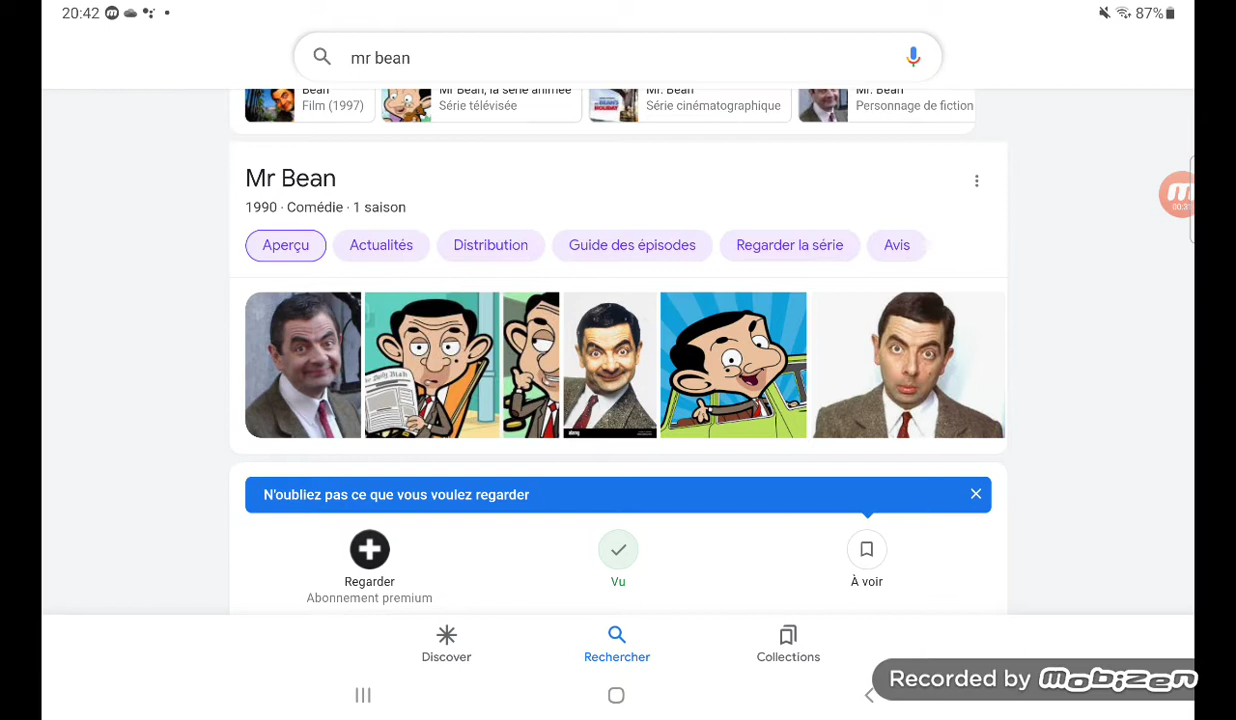 20:42
87%
mr bean
Bean
Film (1997)
Mr Bean, la série animée
Série télévisée
Mr. Bean
Série cinématographique
Mr. Bean
Personnage de fiction
Mr Bean
1990 · Comédie · 1 saison
Aperçu
Actualités
Distribution
Guide des épisodes
Regarder la série
Avis
N'oubliez pas ce que vous voulez regarder
Regarder
Abonnement premium
Vu
À voir
Discover
Rechercher
Collections
Recorded by mobizen